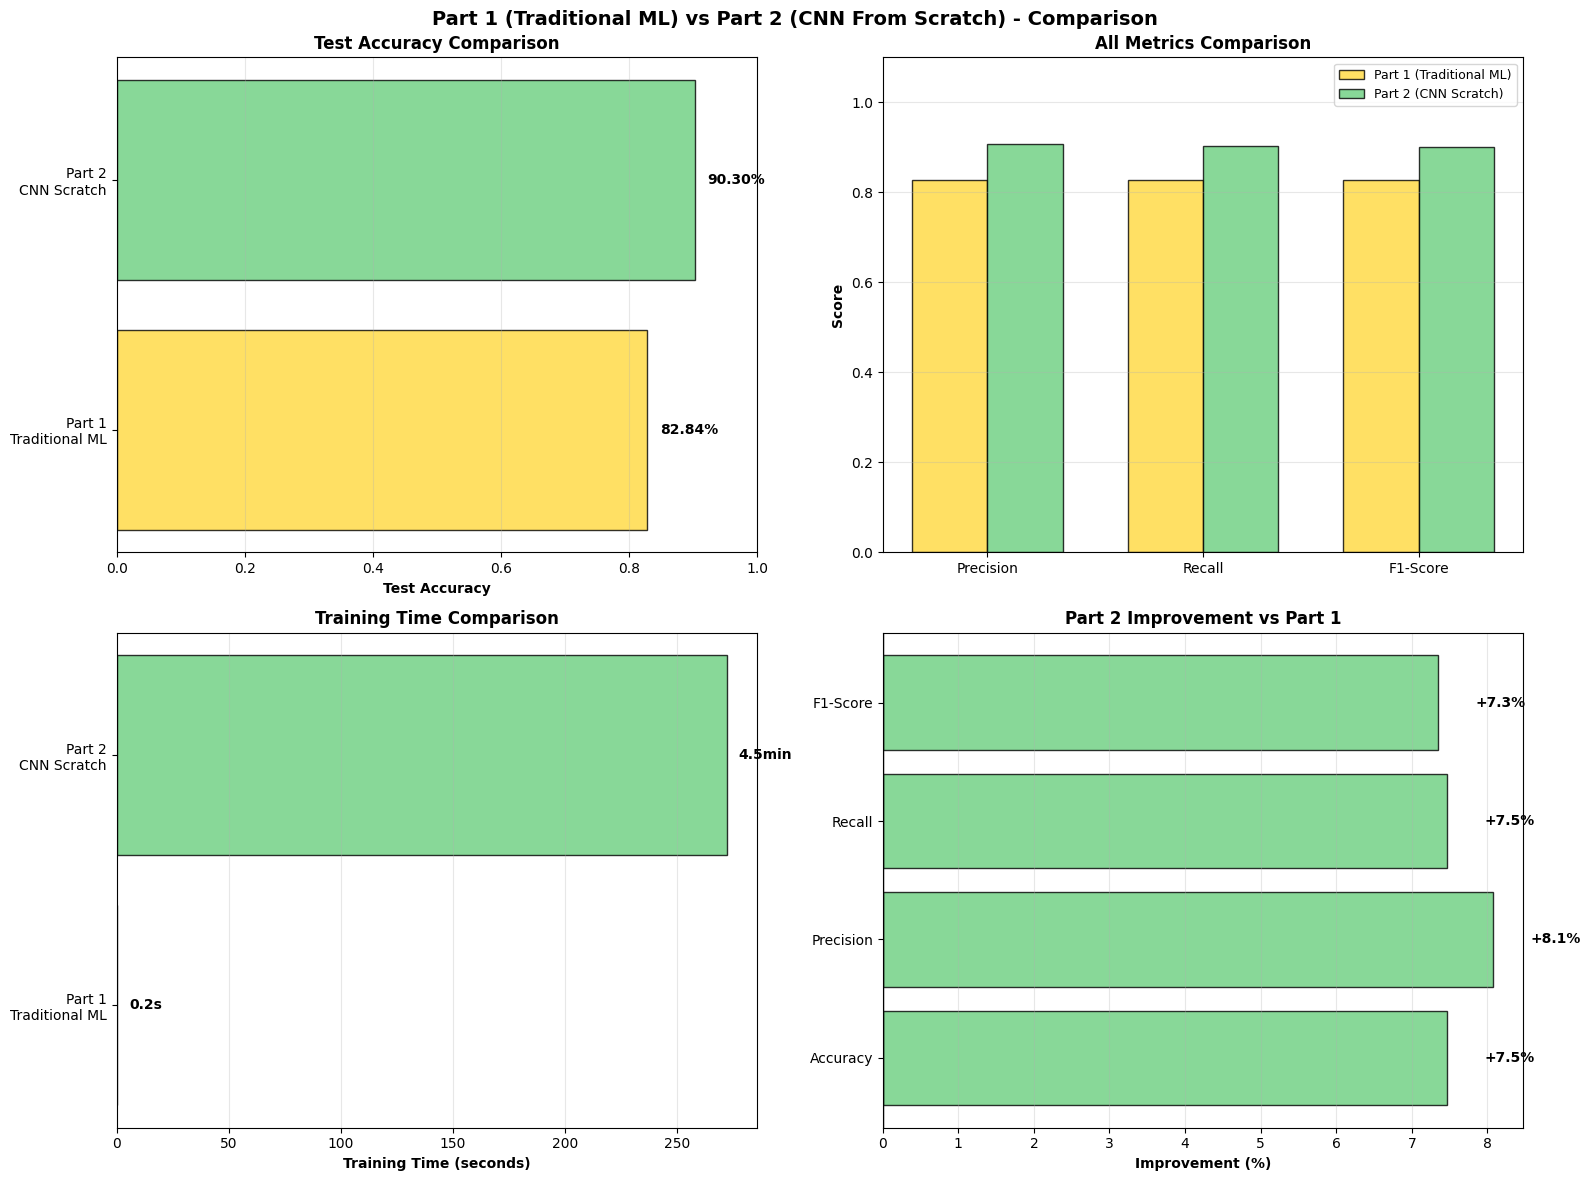 Part 1 (Traditional ML) vs Part 2 (CNN From Scratch) - Comparison
Test Accuracy Comparison
Part 2
CNN Scratch
90.30%
Part 1
Traditional ML
82.84%
0.0 0.2 0.4 0.6 0.8 1.0
Test Accuracy
All Metrics Comparison
Part 1 (Traditional ML)
Part 2 (CNN Scratch)
1.0
0.8
0.6
0.4
0.2
0.0
Score
Precision Recall F1-Score
Training Time Comparison
Part 2
CNN Scratch
4.5min
Part 1
Traditional ML
0.2s
0 50 100 150 200 250
Training Time (seconds)
Part 2 Improvement vs Part 1
F1-Score +7.3%
Recall +7.5%
Precision +8.1%
Accuracy +7.5%
0 1 2 3 4 5 6 7 8
Improvement (%)